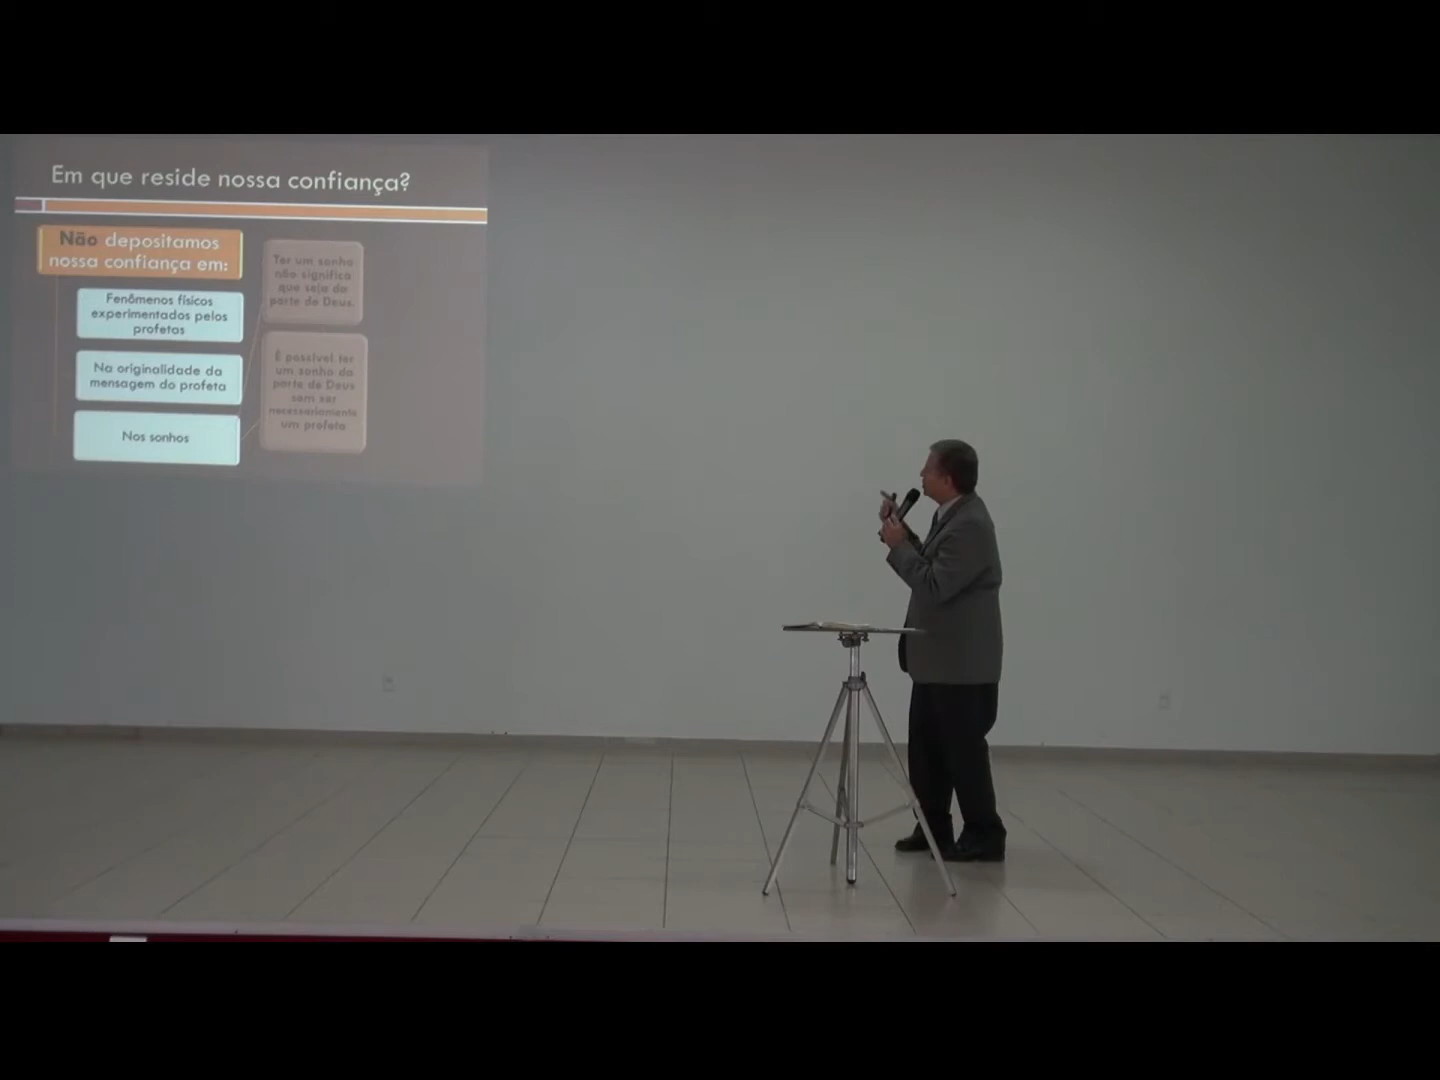 Em que reside nossa confiança?
Não depositamos
nossa confiança em:
Fenômenos físicos
experimentados pelos
profetas
Na originalidade da
mensagem do profeta
Nos sonhos
Ter um sonho
não significa
que seja da
parte de Deus.
É possível ter
um sonho da
parte de Deus
sem ser
necessariamente
um profeta